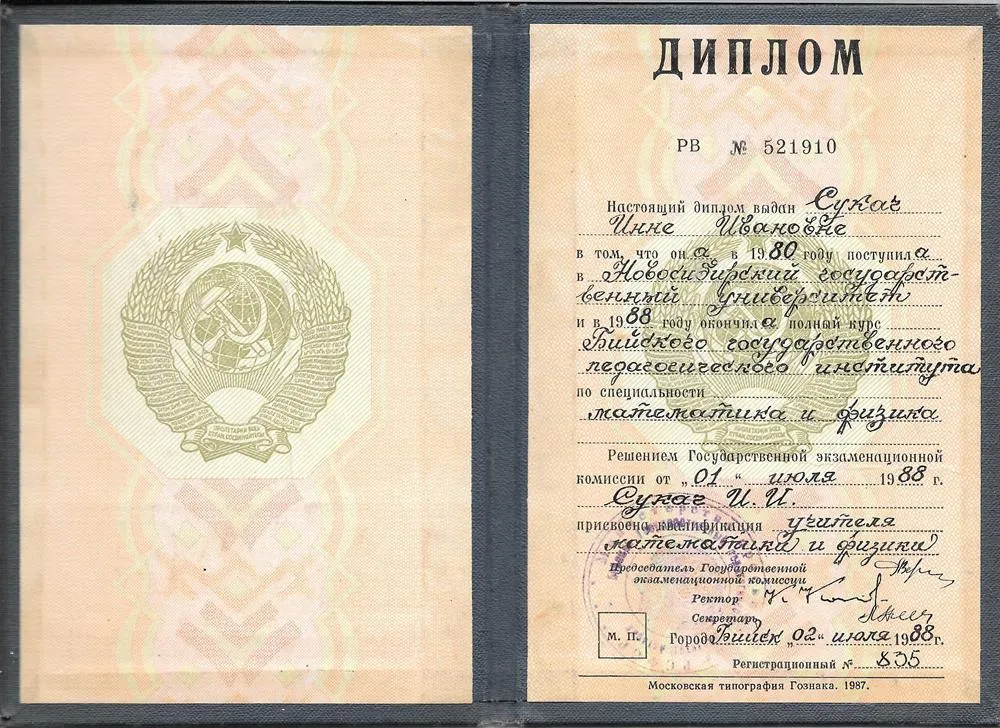 ДИПЛОМ
РВ № 521910
Настоящий диплом выдан Сукач
Инне Ивановне
в том, что он а в 1980 году поступил а
в Новосибирский государст-
венный университет
и в 1988 году окончил а полный курс
Бийского государственного
педагогического института
по специальности
математика и физика
Решением Государственной экзаменационной
комиссии от „01“ июля 1988 г.
Сукач И. И.
присвоена квалификация учителя
математики и физики
Председатель Государственной
экзаменационной комиссии
Ректор
Секретарь
М. П. Город Бийск „02“ июля 1988 г.
Регистрационный № 835
Московская типография Гознака. 1987.